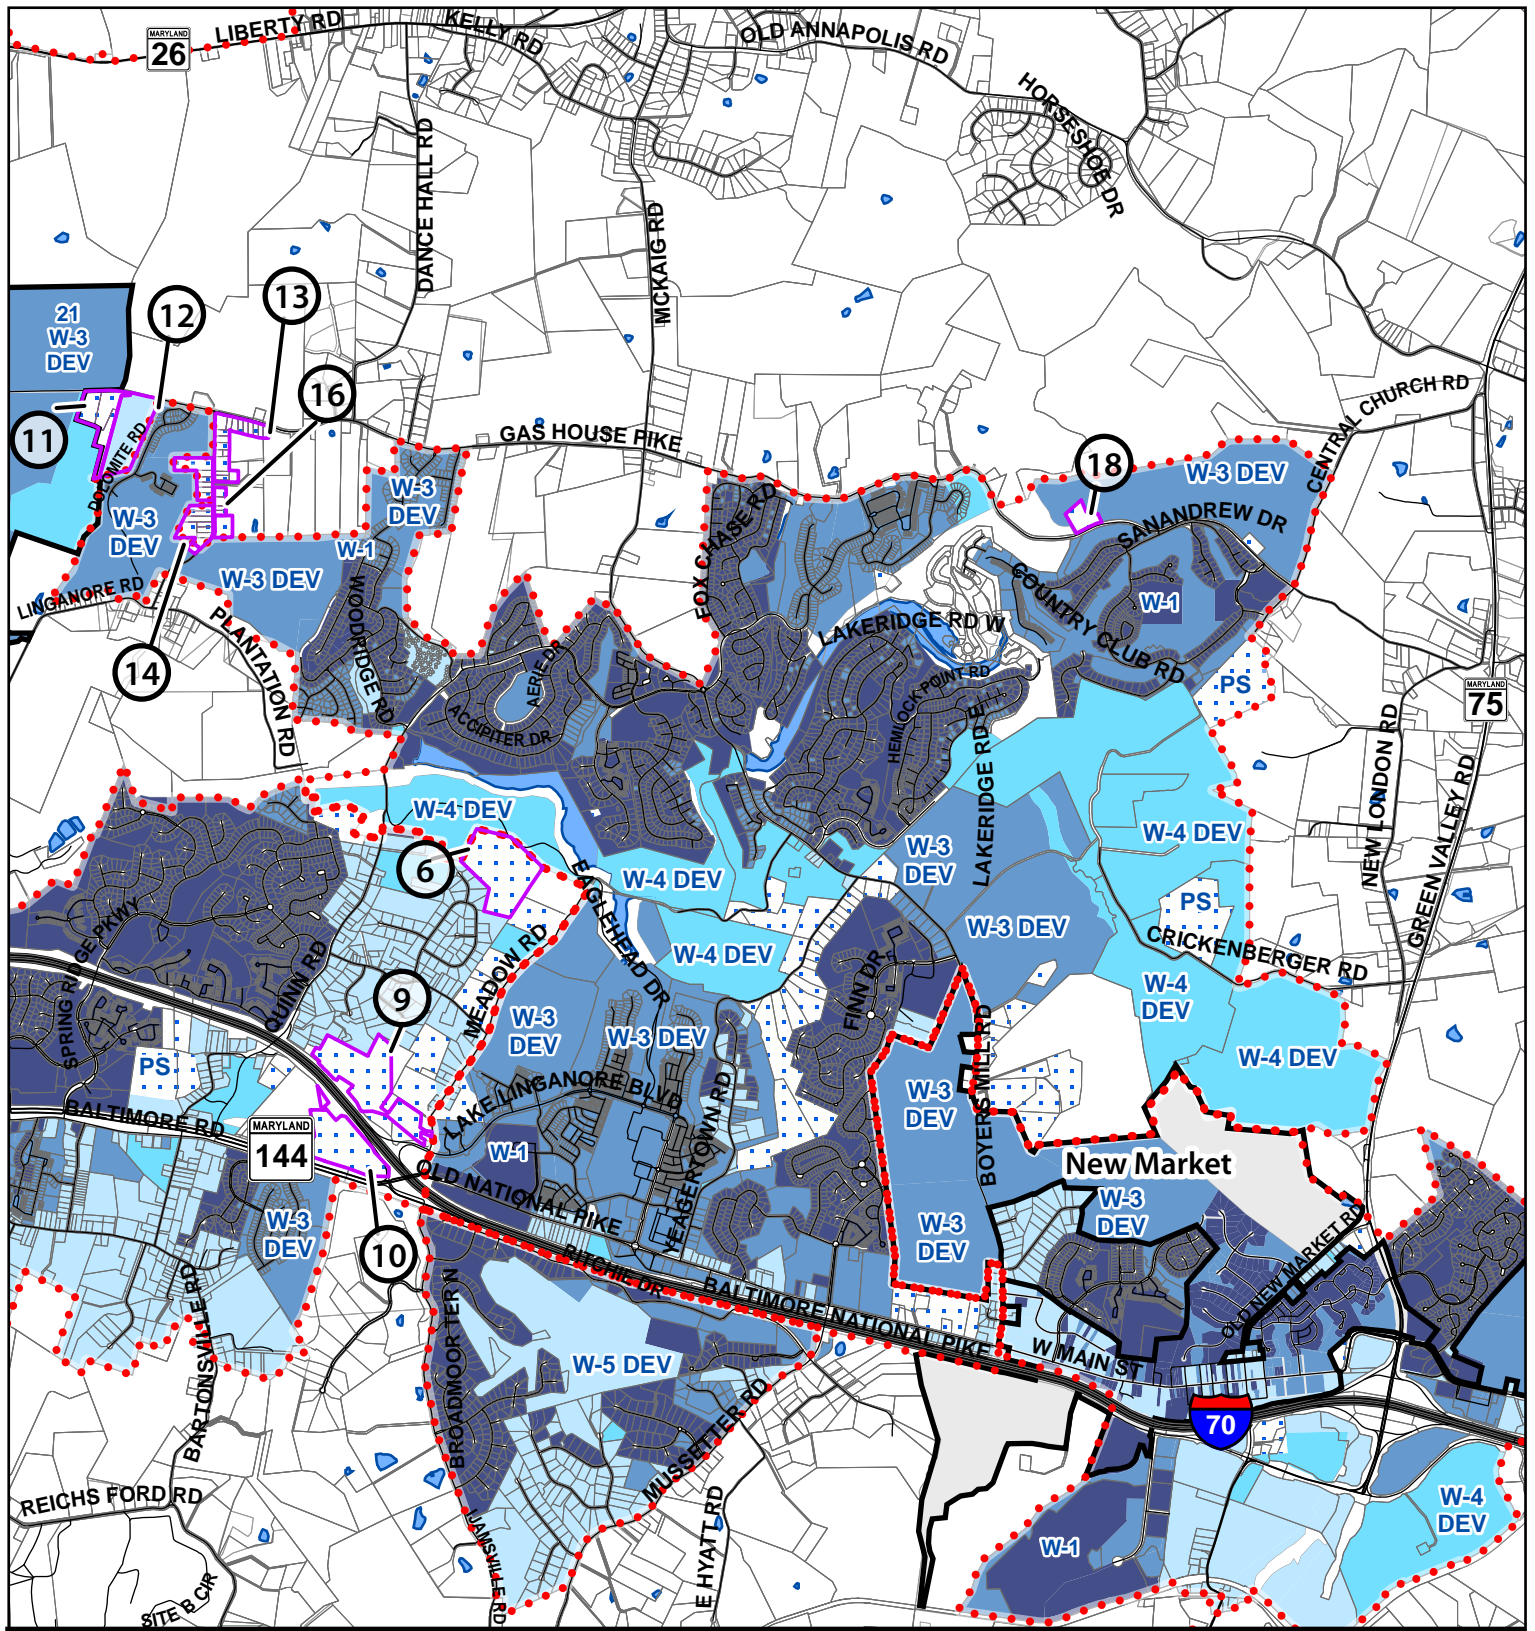 LIBERTY RD
KELLY RD
OLD ANNAPOLIS RD
MARYLAND
26
HORSESHOE DR
DANCE HALL RD
MCKAIG RD
21
W-3
DEV
12
13
16
11
DOLOMITE RD
GAS HOUSE PIKE
CENTRAL CHURCH RD
18
W-3 DEV
W-3
DEV
FOX CHASE RD
SANANDREW DR
W-3
DEV
W-1
W-3 DEV
LINGANORE RD
WOODRIDGE RD
COUNTRY CLUB RD
W-1
LAKERIDGE RD W
14
PLANTATION RD
AERIE DR
ACCIPITER DR
HEMLOCK POINT RD
PS
MARYLAND
75
LAKERIDGE RD E
NEW LONDON RD
GREEN VALLEY RD
W-4 DEV
W-4 DEV
6
W-3
DEV
W-4 DEV
EAGLEHEAD DR
PS
SPRING RIDGE PKWY
QUINN RD
MEADOW RD
W-3 DEV
W-4 DEV
CRICKENBERGER RD
FINN DR
9
W-4
DEV
W-3
DEV
W-3 DEV
W-4 DEV
PS
BOYERS MILL RD
W-3
DEV
BALTIMORE RD
LAKE LINGANORE BLVD
MARYLAND
144
W-1
YEAGERTOWN RD
New Market
OLD NATIONAL PIKE
W-3
DEV
W-3
DEV
W-3
DEV
10
RITCHIE DR
BALTIMORE NATIONAL PIKE
OLD NEW MARKET RD
BARTONSVILLE RD
BROADMOOR TER N
W-5 DEV
W MAIN ST
MUSSETTER RD
70
REICHS FORD RD
IJAMSVILLE RD
E HYATT RD
W-4
DEV
W-1
SITE B CIR